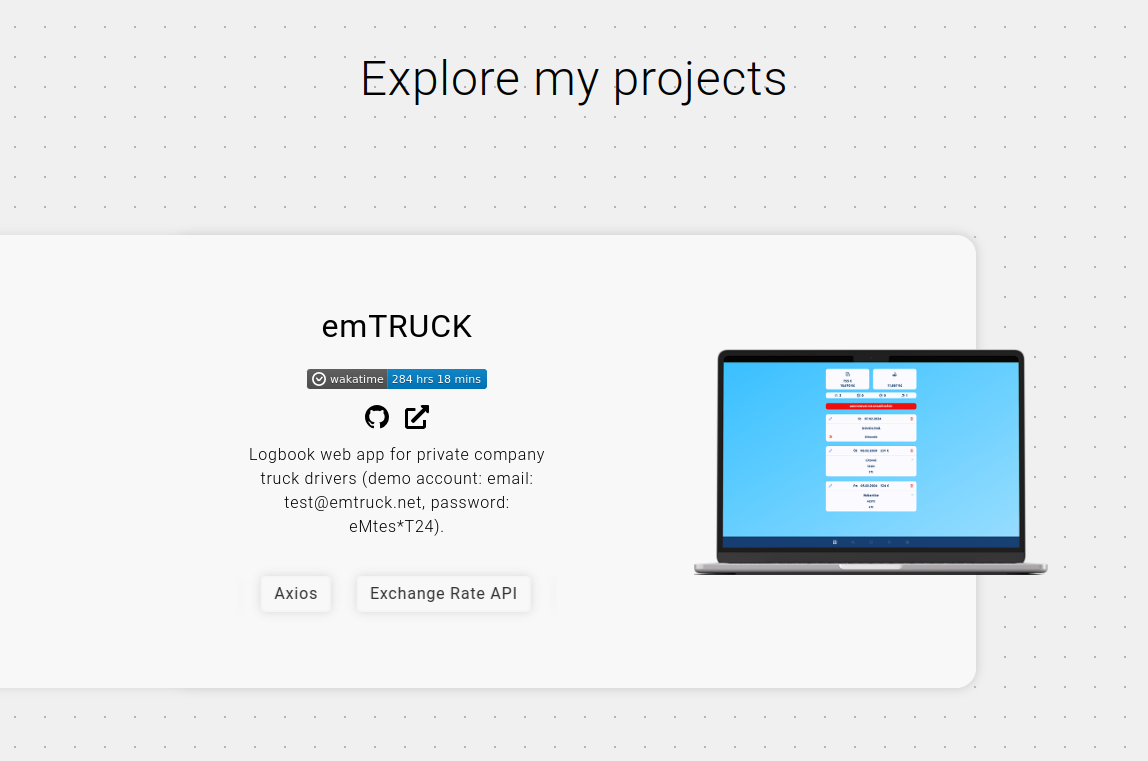 Explore my projects
emTRUCK
wakatime 284 hrs 18 mins
Logbook web app for private company
truck drivers (demo account: email:
test@emtruck.net, password:
eMtes*T24).
Axios Exchange Rate API